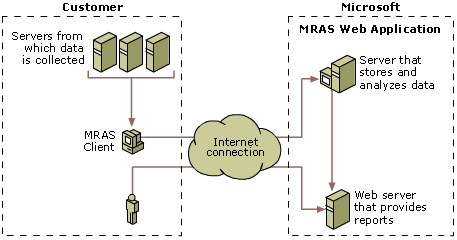 Customer
Microsoft
MRAS Web Application
Servers from
which data
is collected
Server that
stores and
analyzes data
MRAS
Client
Internet
connection
Web server
that provides
reports